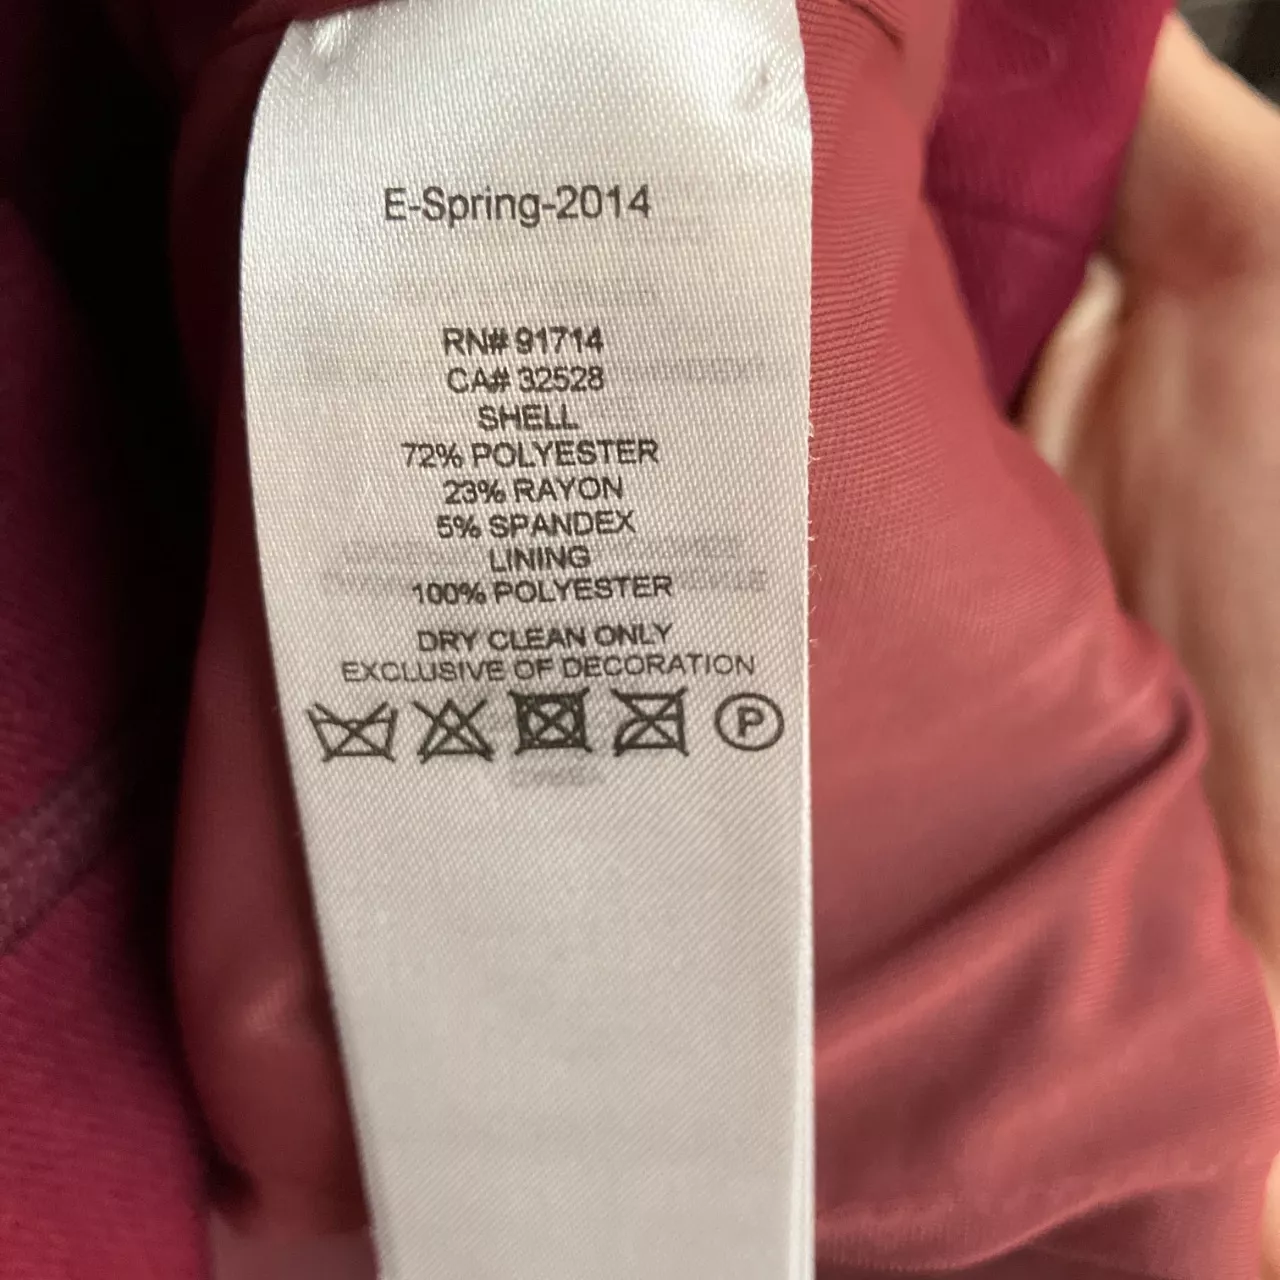 E-Spring-2014
RN# 91714
CA# 32528
SHELL
72% POLYESTER
23% RAYON
5% SPANDEX
LINING
100% POLYESTER
DRY CLEAN ONLY
EXCLUSIVE OF DECORATION
P